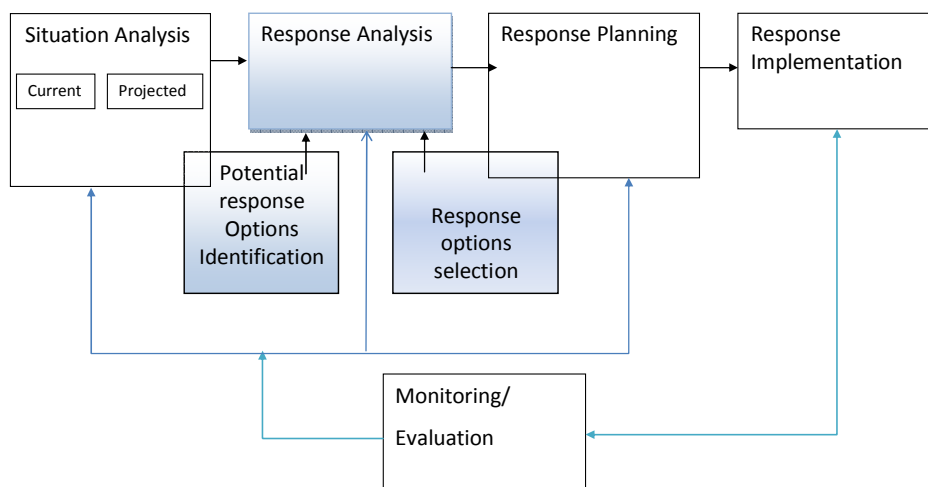 Situation Analysis
Current
Projected
Response Analysis
Response Planning
Response
Implementation
Potential
response
Options
Identification
Response
options
selection
Monitoring/
Evaluation